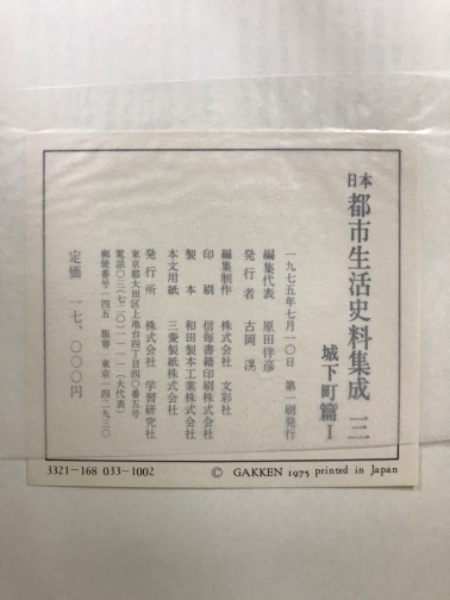 日本 都市生活史料集成 三
城下町篇Ⅰ
一九七五年七月一〇日 第一刷発行
編集代表 原田伴彦
発行者 古岡 滉
編集制作 株式会社 文彩社
印刷 信毎書籍印刷株式会社
製本 和田製本工業株式会社
本文用紙 三菱製紙株式会社
発行所 株式会社 学習研究社
東京都大田区上池台四丁目四〇番五号
電話〇三(七二〇)一一一一(大代表)
郵便番号一四五 振替 東京一四二九三〇
定価 一七、〇〇〇円
3321-168 033-1002
© GAKKEN 1975 printed in Japan